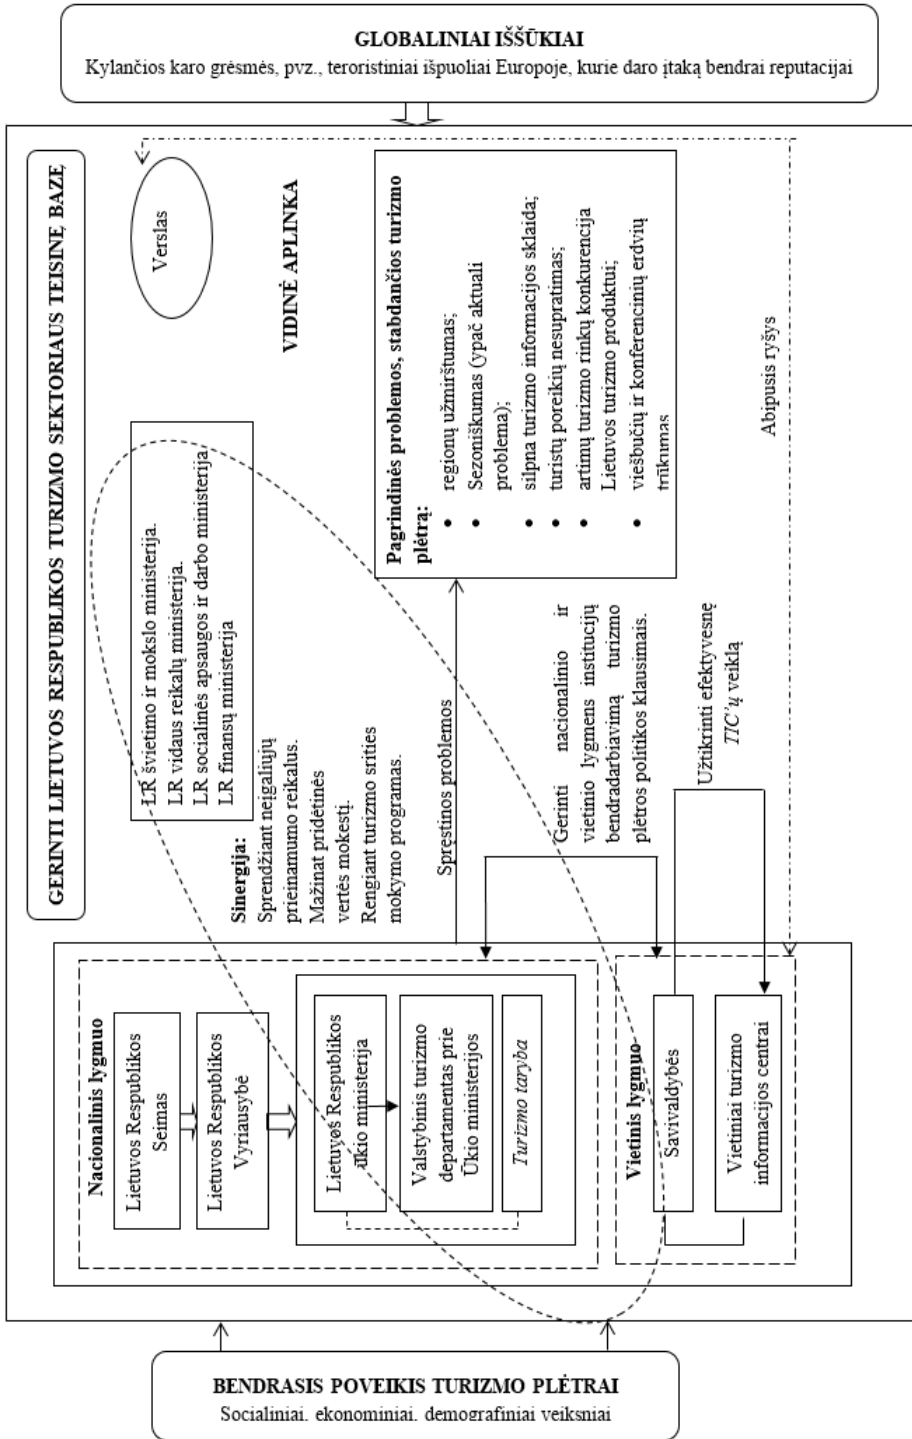 GLOBALINIAI IŠŠŪKIAI
Kylančios karo grėsmės, pvz., teroristiniai išpuoliai Europoje, kurie daro įtaką bendrai reputacijai
GERINTI LIETUVOS RESPUBLIKOS TURIZMO SEKTORIAUS TEISINĘ BAZĘ
Verslas
VIDINĖ APLINKA
LR švietimo ir mokslo ministerija.
LR vidaus reikalų ministerija.
LR socialinės apsaugos ir darbo ministerija.
LR finansų ministerija
Sinergija:
Sprendžiant neįgaliųjų
prieinamumo reikalus.
Mažinat pridėtinės
vertės mokestį.
Rengiant turizmo srities
mokymo programas.
Spręstinos problemos
Pagrindinės problemos, stabdančios turizmo
plėtrą:
• regionų užmirštumas;
• Sezoniškumas (ypač aktuali
problema);
• silpna turizmo informacijos sklaida;
• turistų poreikių nesupratimas;
• artimų turizmo rinkų konkurencija
Lietuvos turizmo produktui;
• viešbučių ir konferencinių erdvių
trūkumas
Gerinti nacionalinio ir
vietinio lygmens institucijų
bendradarbiavimą turizmo
plėtros politikos klausimais.
Užtikrinti efektyvesnę
TIC'ų veiklą
Abipusis ryšys
Nacionalinis lygmuo
Lietuvos Respublikos
Seimas
Lietuvos Respublikos
Vyriausybė
Lietuvos Respublikos
ūkio ministerija
Valstybinis turizmo
departamentas prie
Ūkio ministerijos
Turizmo taryba
Vietinis lygmuo
Savivaldybės
Vietiniai turizmo
informacijos centrai
BENDRASIS POVEIKIS TURIZMO PLĖTRAI
Socialiniai, ekonominiai, demografiniai veiksniai